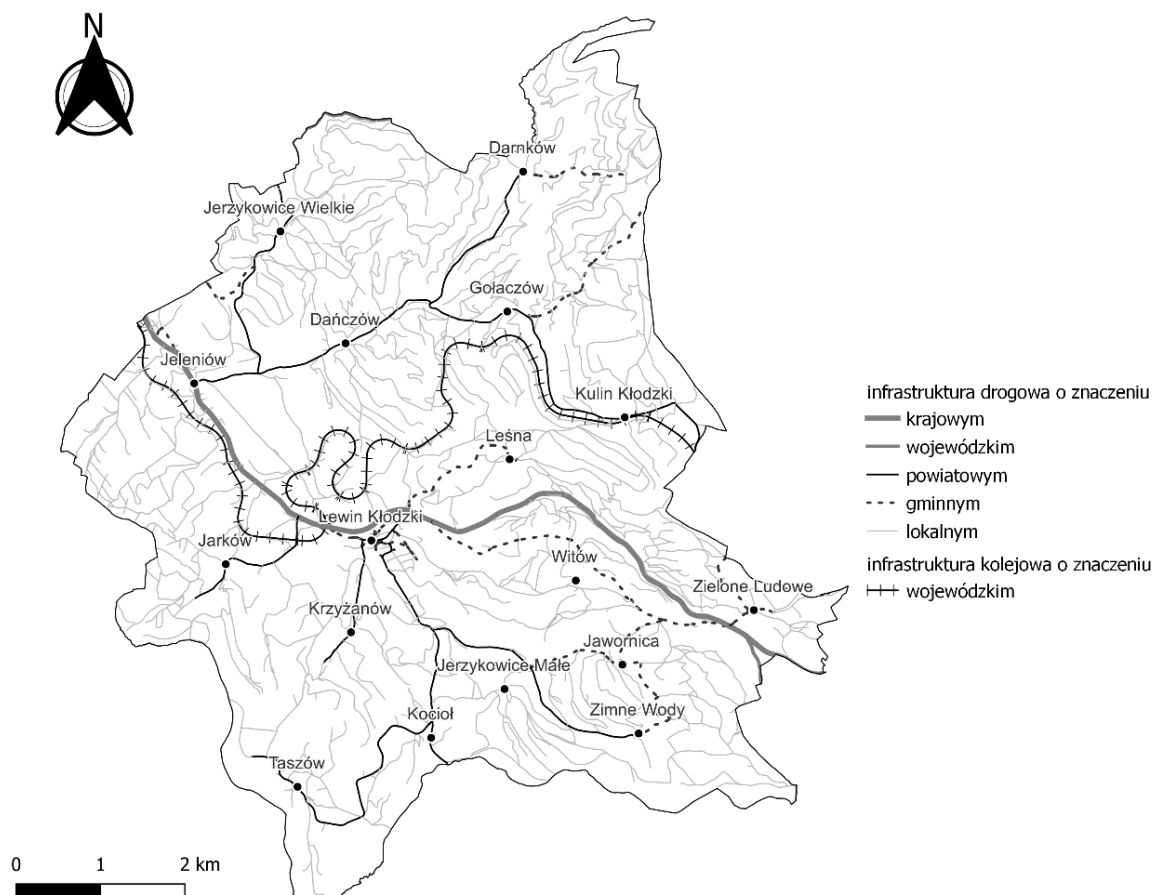 N
Darnków
Jerzykowice Wielkie
Gołaczów
Dańczów
Jeleniów
Kulin Kłodzki
Leśna
Lewin Kłodzki
Jarków
Witów
Zielone Ludowe
Krzyżanów
Jawornica
Jerzykowice Małe
Zimne Wody
Kocioł
Taszów
infrastruktura drogowa o znaczeniu
krajowym
wojewódzkim
powiatowym
gminnym
lokalnym
infrastruktura kolejowa o znaczeniu
wojewódzkim
0 1 2 km